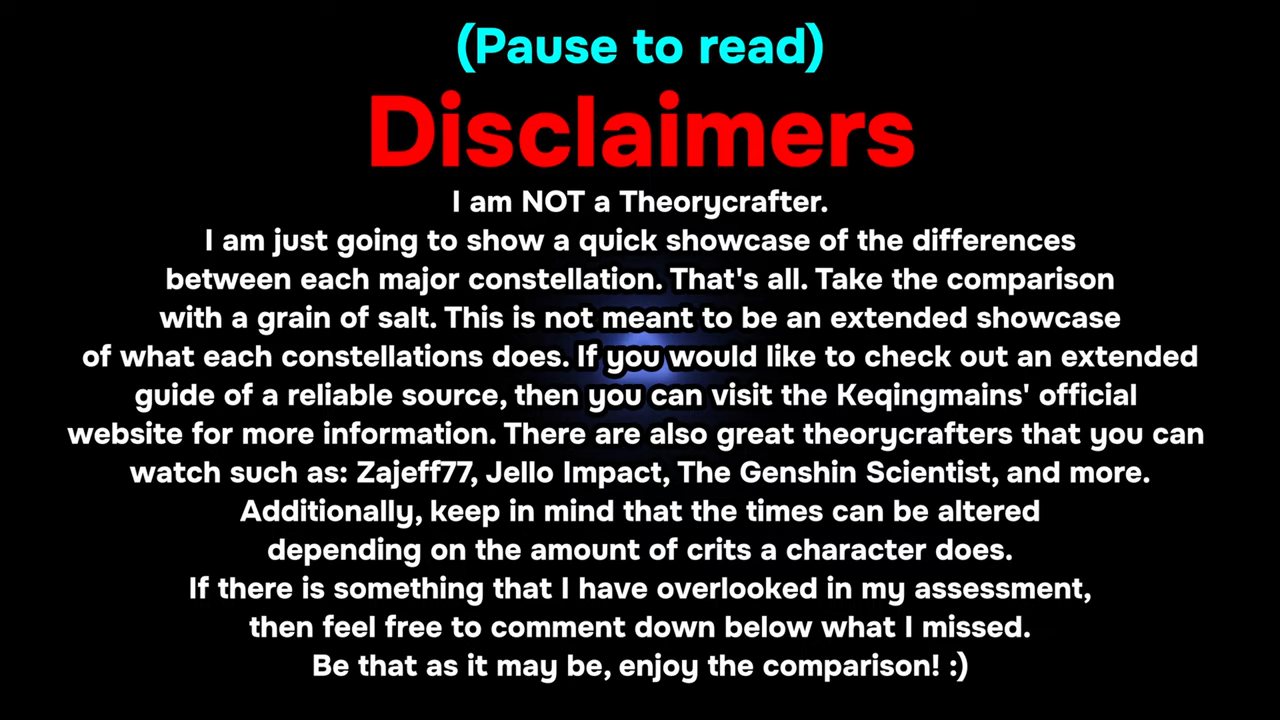 (Pause to read)
Disclaimers
I am NOT a Theorycrafter.
I am just going to show a quick showcase of the differences
between each major constellation. That's all. Take the comparison
with a grain of salt. This is not meant to be an extended showcase
of what each constellations does. If you would like to check out an extended
guide of a reliable source, then you can visit the Keqingmains' official
website for more information. There are also great theorycrafters that you can
watch such as: Zajeff77, Jello Impact, The Genshin Scientist, and more.
Additionally, keep in mind that the times can be altered
depending on the amount of crits a character does.
If there is something that I have overlooked in my assessment,
then feel free to comment down below what I missed.
Be that as it may be, enjoy the comparison! :)